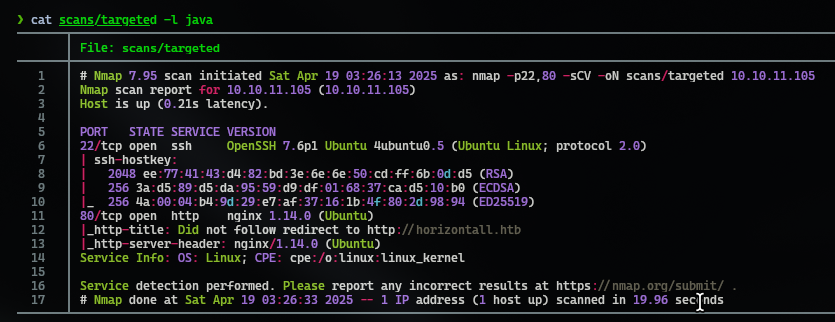 ❯ cat scans/targeted -l java
File: scans/targeted
1 # Nmap 7.95 scan initiated Sat Apr 19 03:26:13 2025 as: nmap -p22,80 -sCV -oN scans/targeted 10.10.11.105
2 Nmap scan report for 10.10.11.105 (10.10.11.105)
3 Host is up (0.21s latency).
4
5 PORT   STATE SERVICE VERSION
6 22/tcp open  ssh     OpenSSH 7.6p1 Ubuntu 4ubuntu0.5 (Ubuntu Linux; protocol 2.0)
7 | ssh-hostkey:
8 |   2048 ee:77:41:43:d4:82:bd:3e:6e:6e:50:cd:ff:6b:0d:d5 (RSA)
9 |   256 3a:d5:89:d5:da:95:59:d9:df:01:68:37:ca:d5:10:b0 (ECDSA)
10 |_  256 4a:00:04:b4:9d:29:e7:af:37:16:1b:4f:80:2d:98:94 (ED25519)
11 80/tcp open  http    nginx 1.14.0 (Ubuntu)
12 |_http-title: Did not follow redirect to http://horizontall.htb
13 |_http-server-header: nginx/1.14.0 (Ubuntu)
14 Service Info: OS: Linux; CPE: cpe:/o:linux:linux_kernel
15
16 Service detection performed. Please report any incorrect results at https://nmap.org/submit/ .
17 # Nmap done at Sat Apr 19 03:26:33 2025 -- 1 IP address (1 host up) scanned in 19.96 seconds